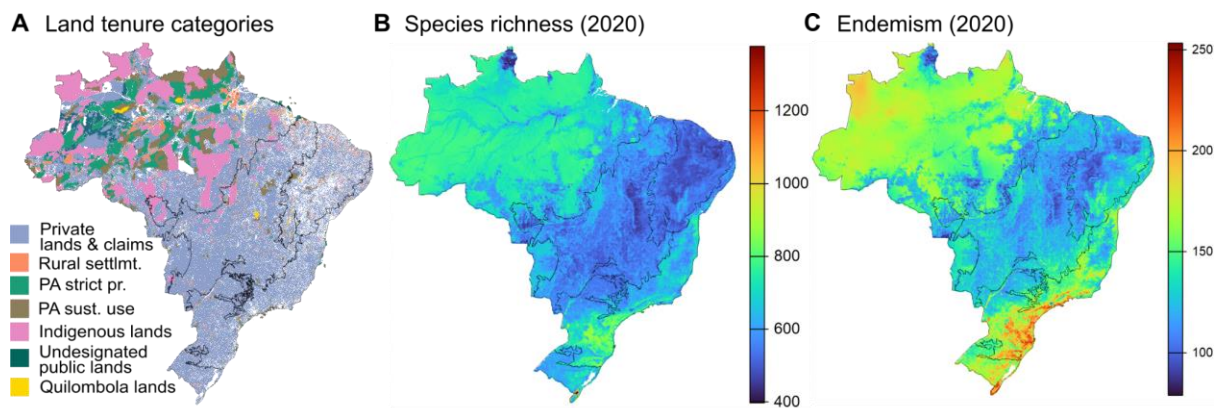 A Land tenure categories
Private
lands & claims
Rural settlmt.
PA strict pr.
PA sust. use
Indigenous lands
Undesignated
public lands
Quilombola lands
B Species richness (2020)
1200
1000
800
600
400
C Endemism (2020)
250
200
150
100